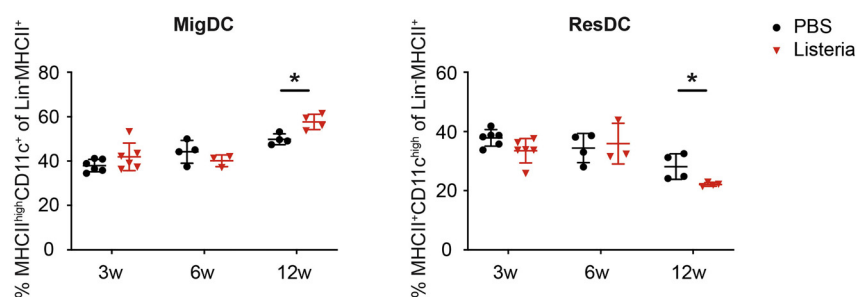 MigDC
% MHCII^high CD11c^+ of Lin^-MHCII^+
80
60
40
20
0
*
3w 6w 12w
ResDC
% MHCII^+CD11c^high of Lin^-MHCII^+
60
40
20
0
*
3w 6w 12w
PBS
Listeria